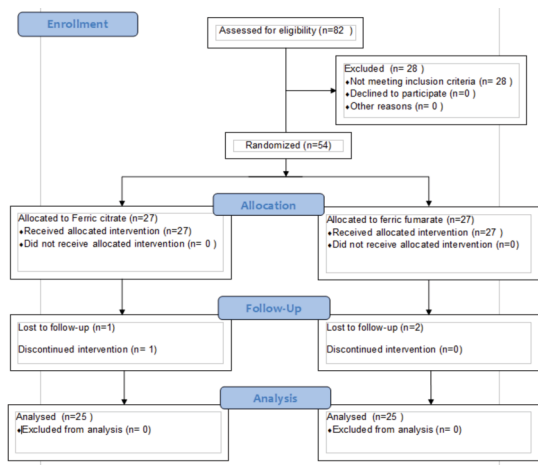 Enrollment
Assessed for eligibility (n=82 )
Excluded (n= 28 )
♦Not meeting inclusion criteria (n= 28 )
♦Declined to participate (n=0 )
♦Other reasons (n= 0 )
Randomized (n=54)
Allocation
Allocated to Ferric citrate (n=27)
♦Received allocated intervention (n=27)
♦Did not receive allocated intervention (n= 0 )
Allocated to ferric fumarate (n=27)
♦Received allocated intervention (n=27 )
♦Did not receive allocated intervention (n=0)
Follow-Up
Lost to follow-up (n=1)
Discontinued intervention (n= 1)
Lost to follow-up (n=2)
Discontinued intervention (n=0)
Analysis
Analysed (n=25 )
♦Excluded from analysis (n= 0)
Analysed (n=25 )
♦Excluded from analysis (n= 0)